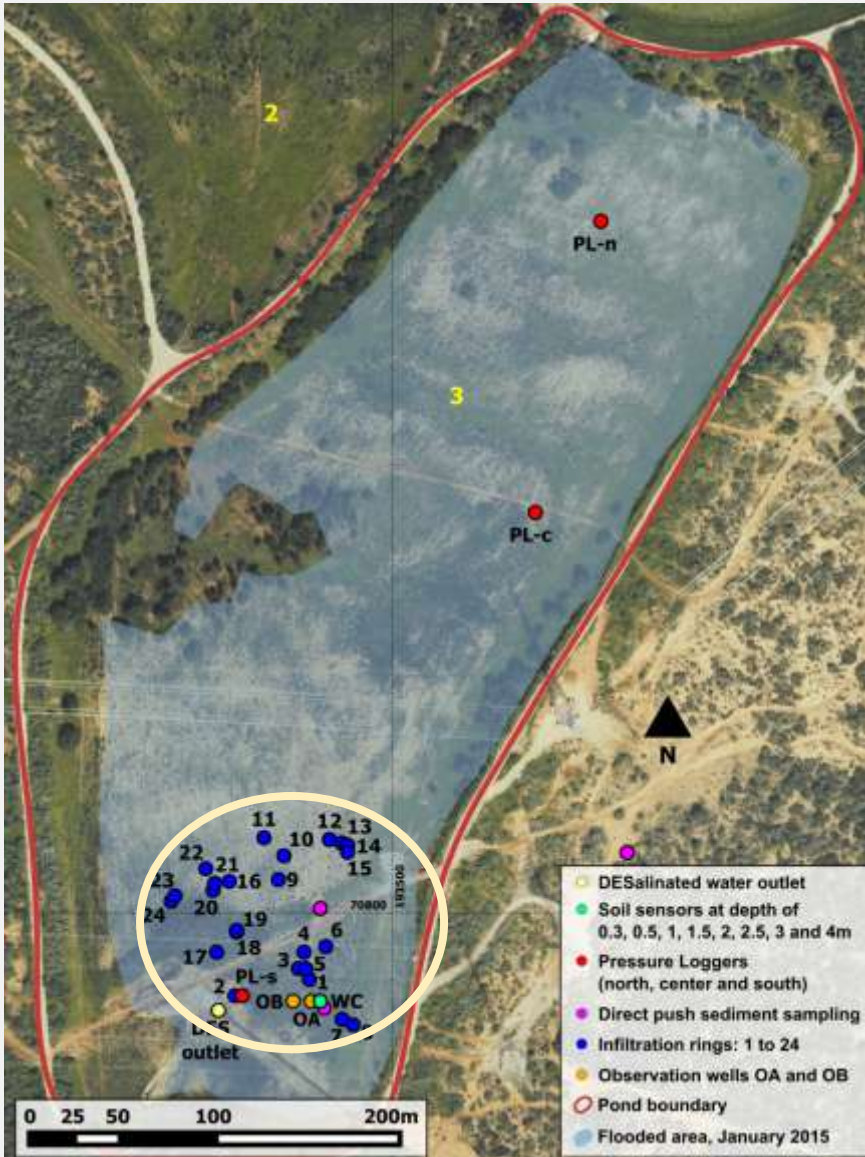 2
PL-n
3
PL-c
N
11
12
13
10
14
15
22
21
16
9
23
24
20
193500
70800
19
18
17
4
6
3
5
PL-s
1
2
OB
WC
OA
DES
outlet
7
0 25 50 100 200m
DESalinated water outlet
Soil sensors at depth of
0.3, 0.5, 1, 1.5, 2, 2.5, 3 and 4m
Pressure Loggers
(north, center and south)
Direct push sediment sampling
Infiltration rings: 1 to 24
Observation wells OA and OB
Pond boundary
Flooded area, January 2015